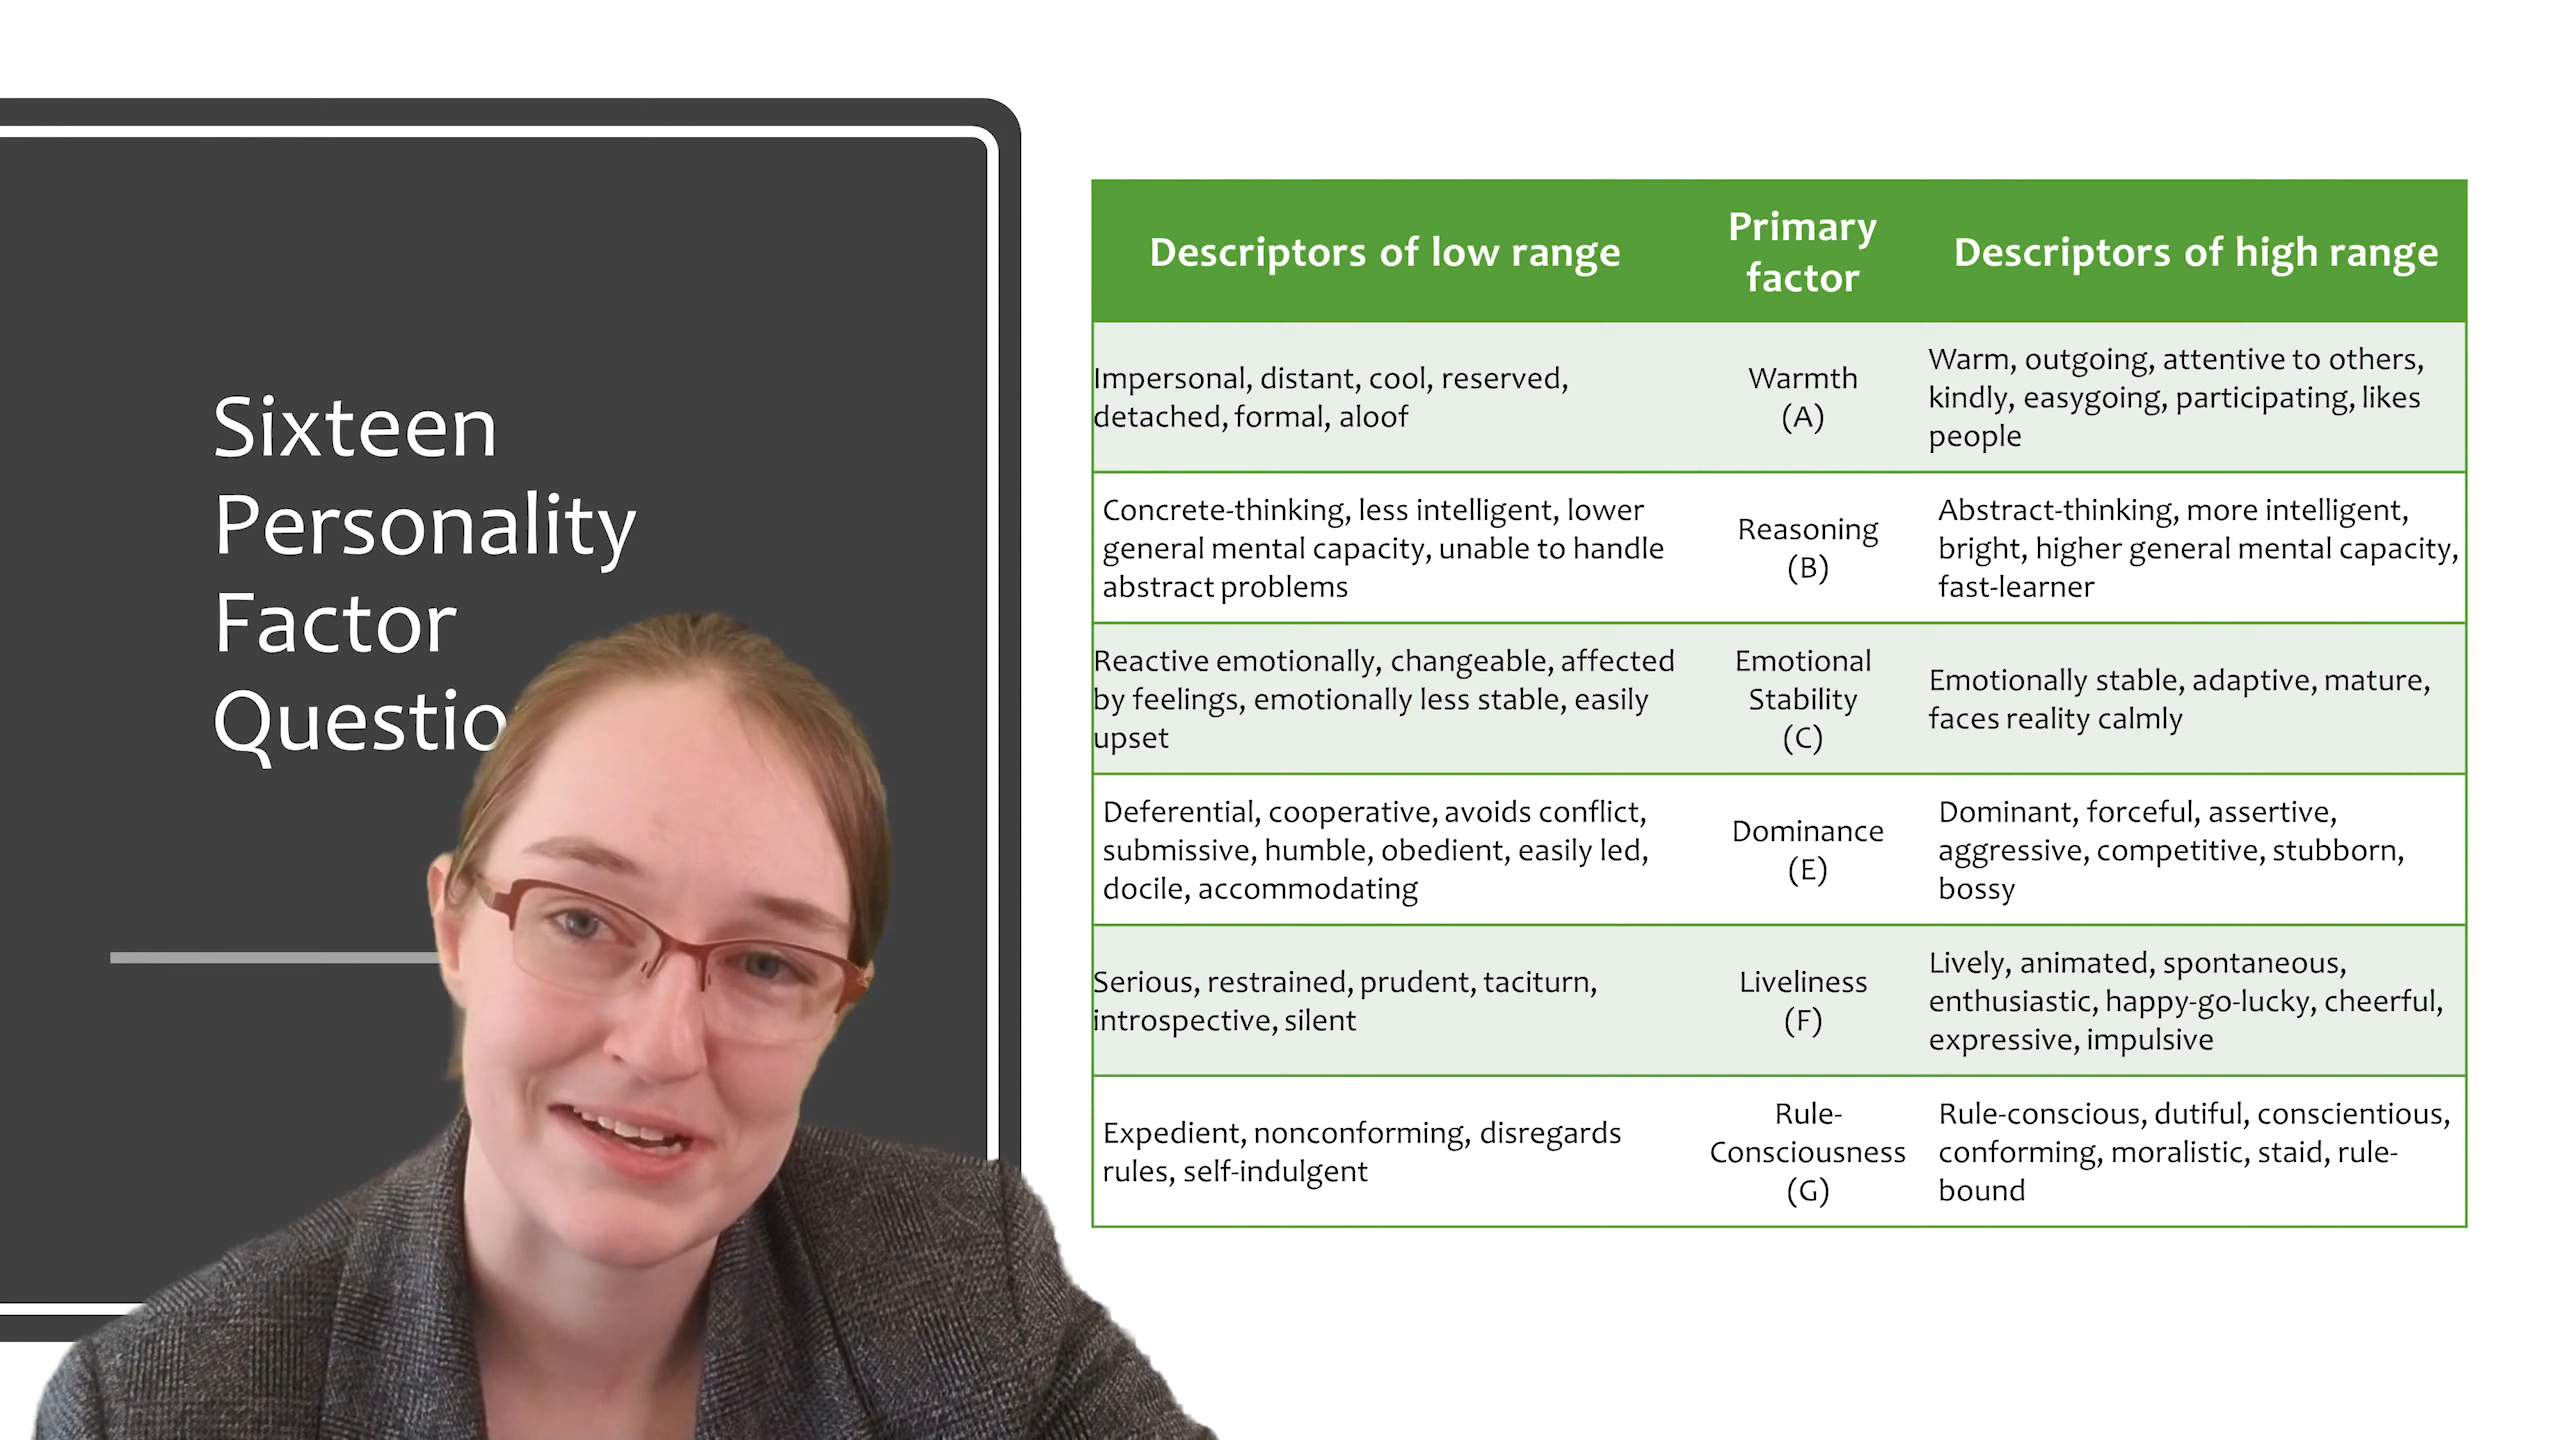 Sixteen
Personality
Factor
Questio
Descriptors of low range
Primary
factor
Descriptors of high range
Impersonal, distant, cool, reserved,
detached, formal, aloof
Warmth
(A)
Warm, outgoing, attentive to others,
kindly, easygoing, participating, likes
people
Concrete-thinking, less intelligent, lower
general mental capacity, unable to handle
abstract problems
Reasoning
(B)
Abstract-thinking, more intelligent,
bright, higher general mental capacity,
fast-learner
Reactive emotionally, changeable, affected
by feelings, emotionally less stable, easily
upset
Emotional
Stability
(C)
Emotionally stable, adaptive, mature,
faces reality calmly
Deferential, cooperative, avoids conflict,
submissive, humble, obedient, easily led,
docile, accommodating
Dominance
(E)
Dominant, forceful, assertive,
aggressive, competitive, stubborn,
bossy
Serious, restrained, prudent, taciturn,
introspective, silent
Liveliness
(F)
Lively, animated, spontaneous,
enthusiastic, happy-go-lucky, cheerful,
expressive, impulsive
Expedient, nonconforming, disregards
rules, self-indulgent
Rule-
Consciousness
(G)
Rule-conscious, dutiful, conscientious,
conforming, moralistic, staid, rule-
bound